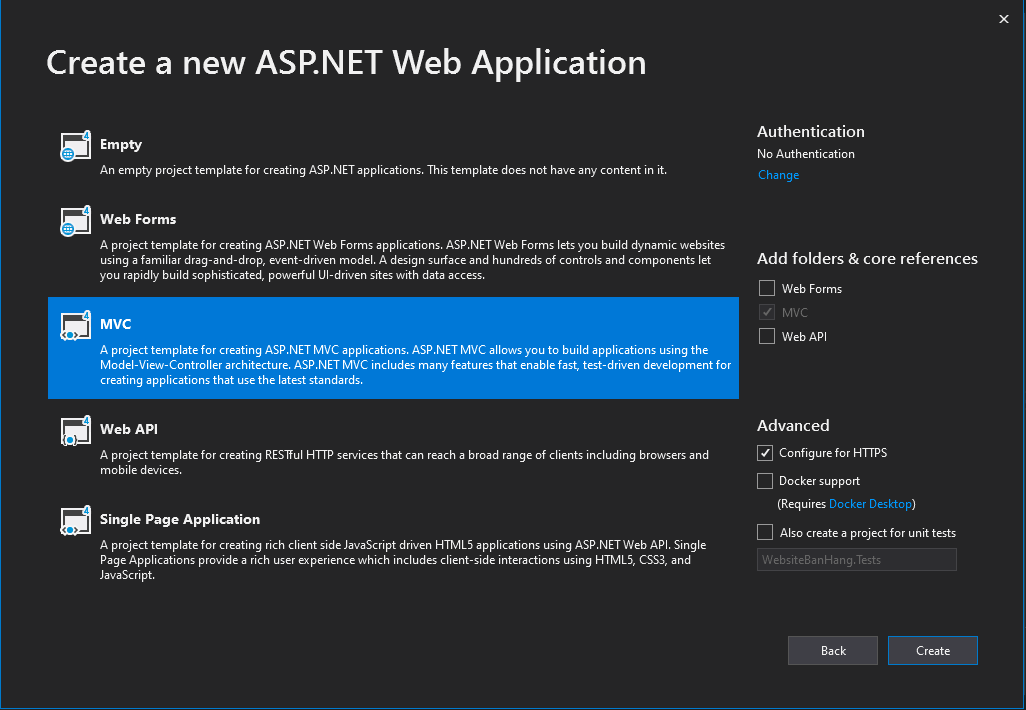 Create a new ASP.NET Web Application
Empty
An empty project template for creating ASP.NET applications. This template does not have any content in it.
Web Forms
A project template for creating ASP.NET Web Forms applications. ASP.NET Web Forms lets you build dynamic websites
using a familiar drag-and-drop, event-driven model. A design surface and hundreds of controls and components let
you rapidly build sophisticated, powerful UI-driven sites with data access.
MVC
A project template for creating ASP.NET MVC applications. ASP.NET MVC allows you to build applications using the
Model-View-Controller architecture. ASP.NET MVC includes many features that enable fast, test-driven development for
creating applications that use the latest standards.
Web API
A project template for creating RESTful HTTP services that can reach a broad range of clients including browsers and
mobile devices.
Single Page Application
A project template for creating rich client side JavaScript driven HTML5 applications using ASP.NET Web API. Single
Page Applications provide a rich user experience which includes client-side interactions using HTML5, CSS3, and
JavaScript.
Authentication
No Authentication
Change
Add folders & core references
Web Forms
MVC
Web API
Advanced
Configure for HTTPS
Docker support
(Requires Docker Desktop)
Also create a project for unit tests
WebsiteBanHang.Tests
Back
Create